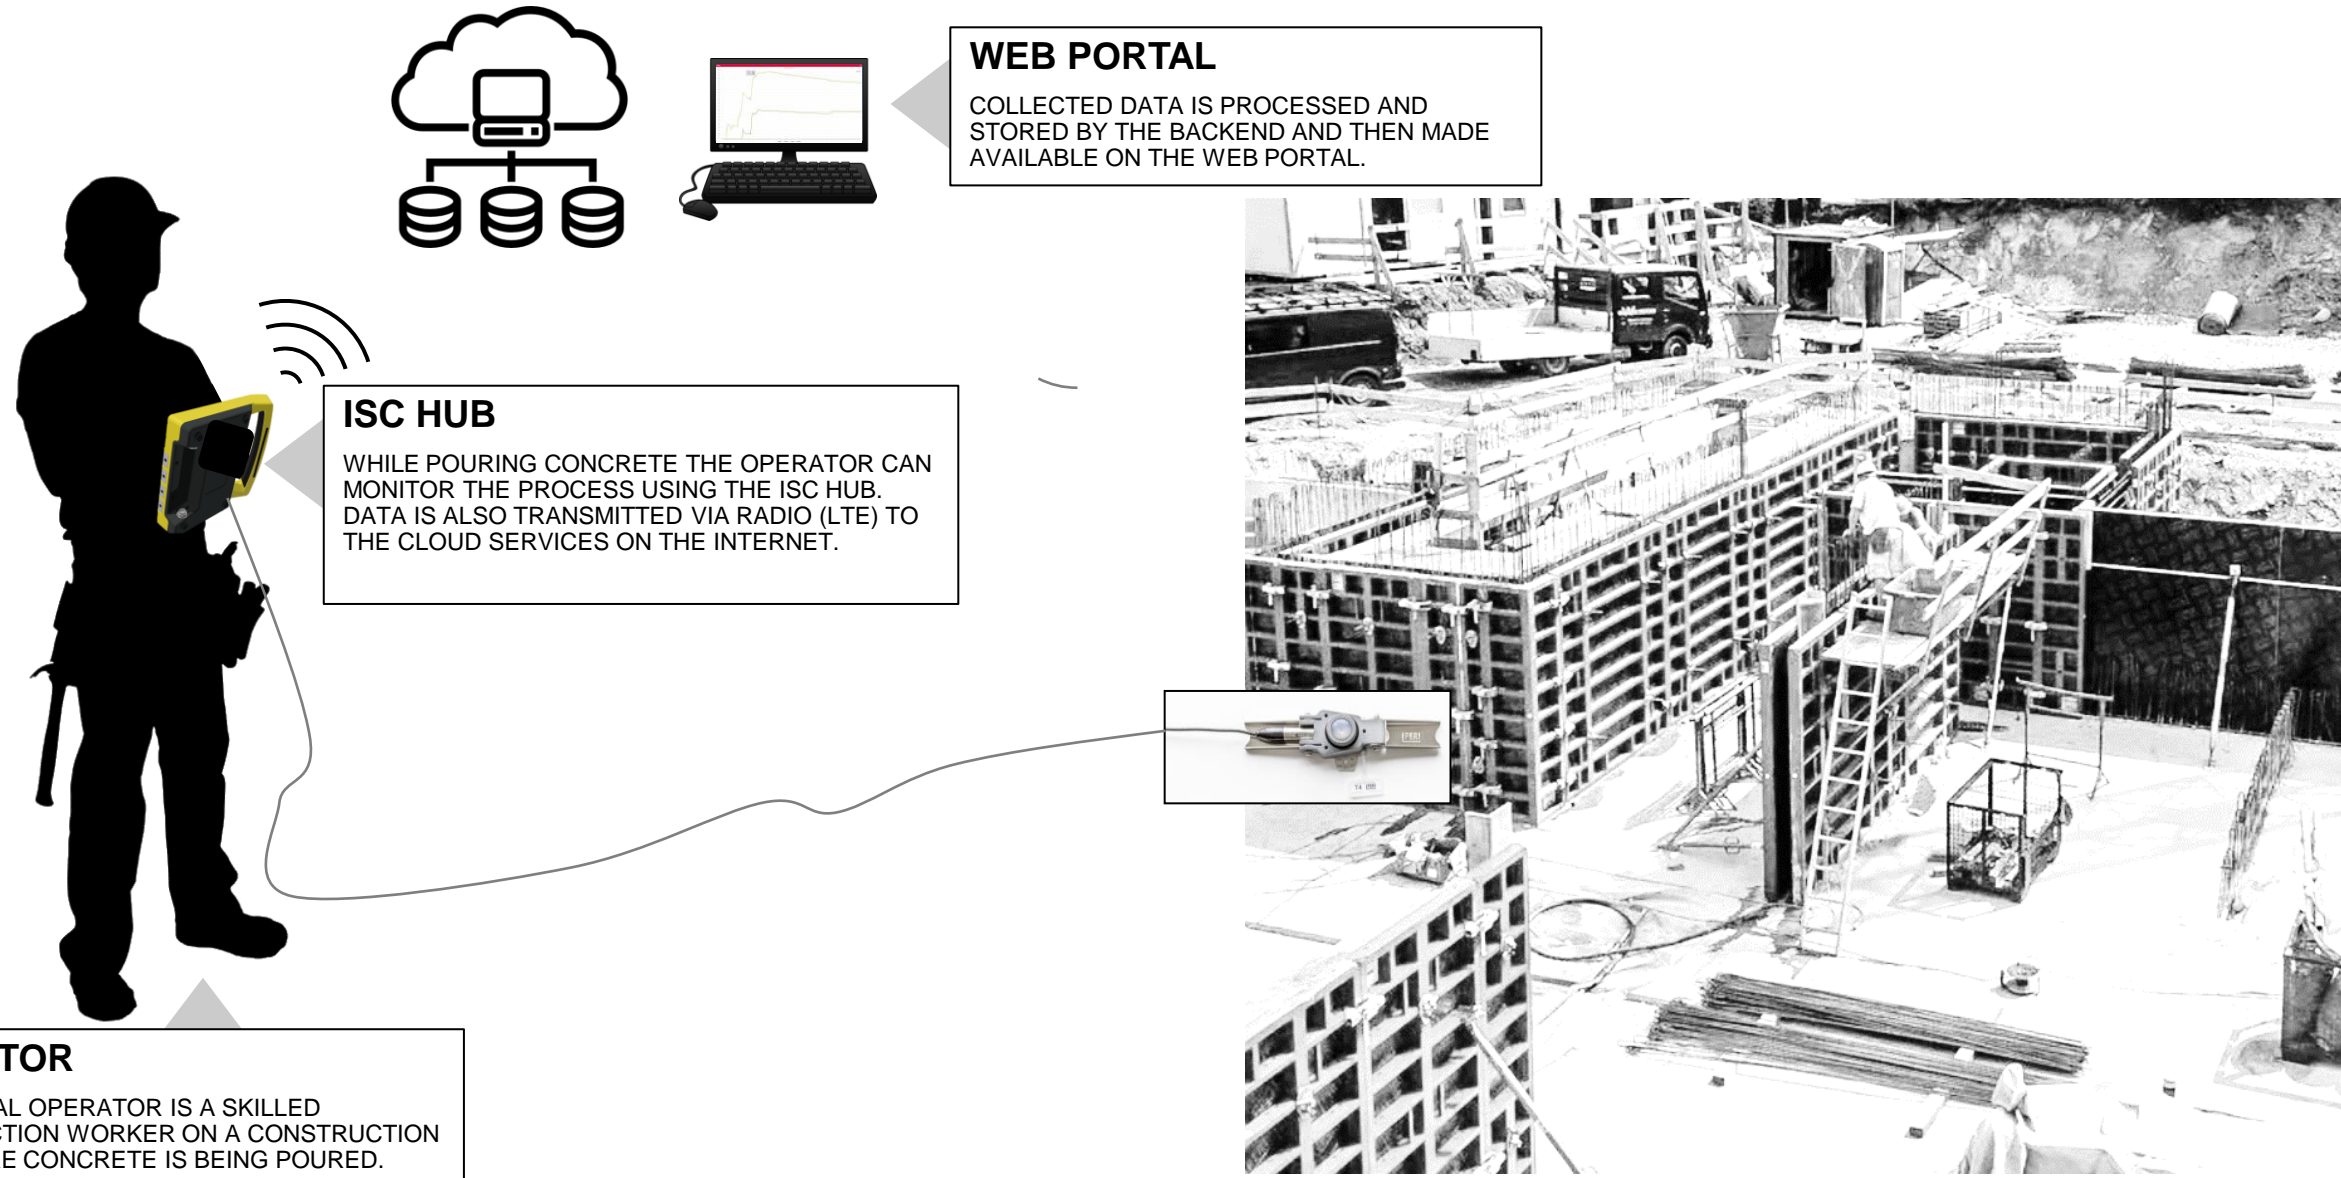 WEB PORTAL
COLLECTED DATA IS PROCESSED AND
STORED BY THE BACKEND AND THEN MADE
AVAILABLE ON THE WEB PORTAL.
ISC HUB
WHILE POURING CONCRETE THE OPERATOR CAN
MONITOR THE PROCESS USING THE ISC HUB.
DATA IS ALSO TRANSMITTED VIA RADIO (LTE) TO
THE CLOUD SERVICES ON THE INTERNET.
PERI
TOR
AL OPERATOR IS A SKILLED
CTION WORKER ON A CONSTRUCTION
E CONCRETE IS BEING POURED.